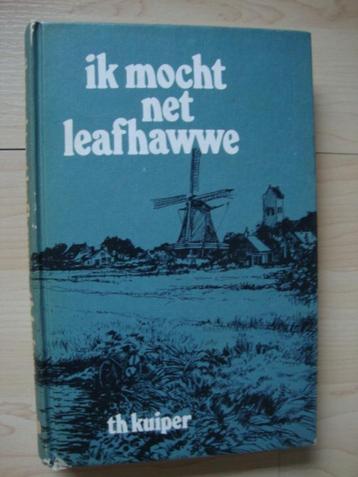 ik mocht
net
leafhawwe
th kuiper